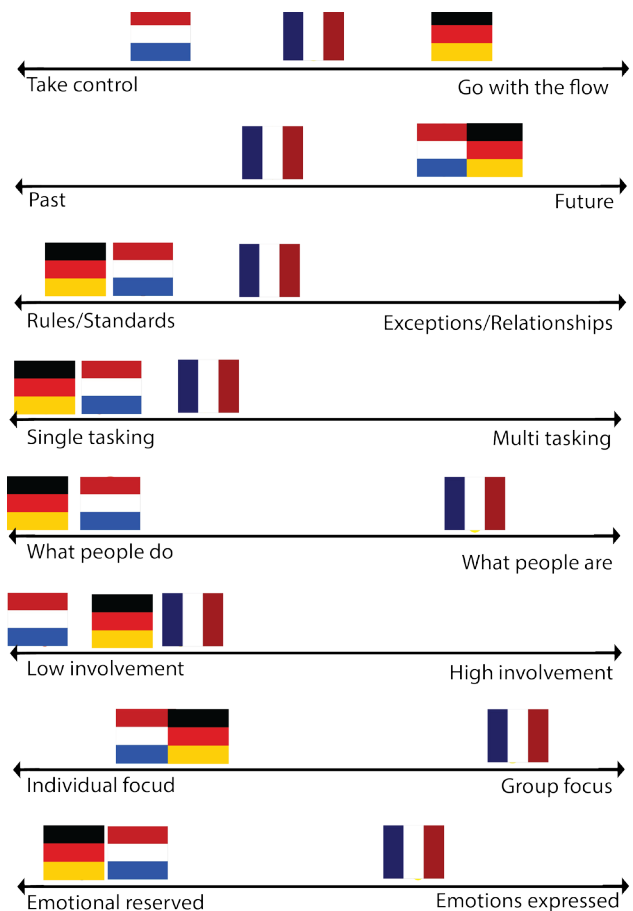 Take control
Go with the flow
Past
Future
Rules/Standards
Exceptions/Relationships
Single tasking
Multi tasking
What people do
What people are
Low involvement
High involvement
Individual focud
Group focus
Emotional reserved
Emotions expressed